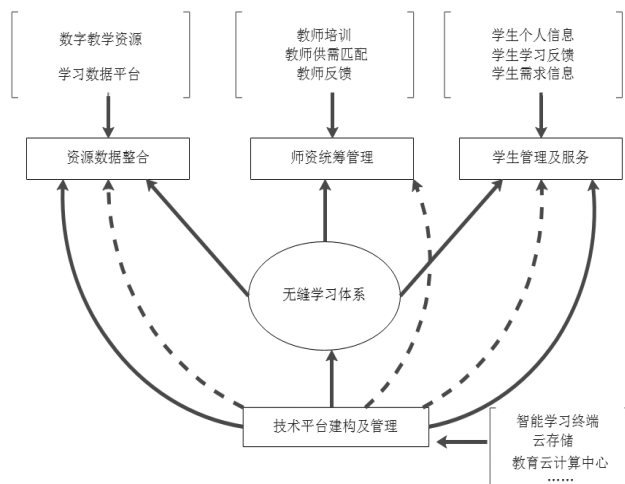 数字教学资源
学习数据平台
教师培训
教师供需匹配
教师反馈
学生个人信息
学生学习反馈
学生需求信息
资源数据整合
师资统筹管理
学生管理及服务
无缝学习体系
技术平台建构及管理
智能学习终端
云存储
教育云计算中心
……